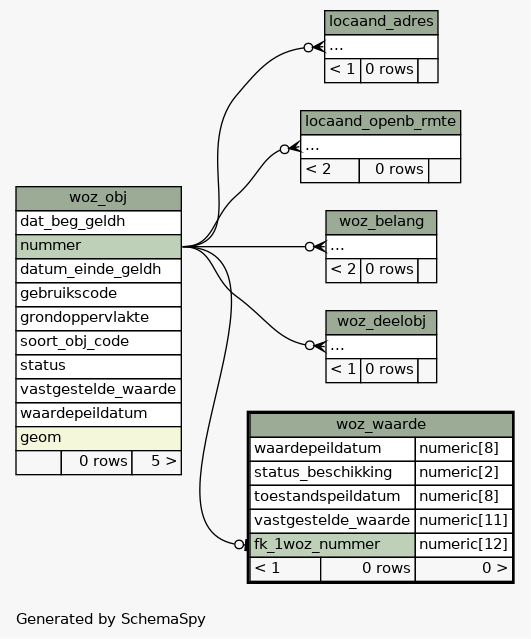 locaand_adres
...
< 1 0 rows
locaand_openb_rmte
...
< 2 0 rows
woz_obj
dat_beg_geldh
nummer
datum_einde_geldh
gebruikscode
grondoppervlakte
soort_obj_code
status
vastgestelde_waarde
waardepeildatum
geom
0 rows 5 >
woz_belang
...
< 2 0 rows
woz_deelobj
...
< 1 0 rows
woz_waarde
waardepeildatum numeric[8]
status_beschikking numeric[2]
toestandspeildatum numeric[8]
vastgestelde_waarde numeric[11]
fk_1woz_nummer numeric[12]
< 1 0 rows 0 >
Generated by SchemaSpy